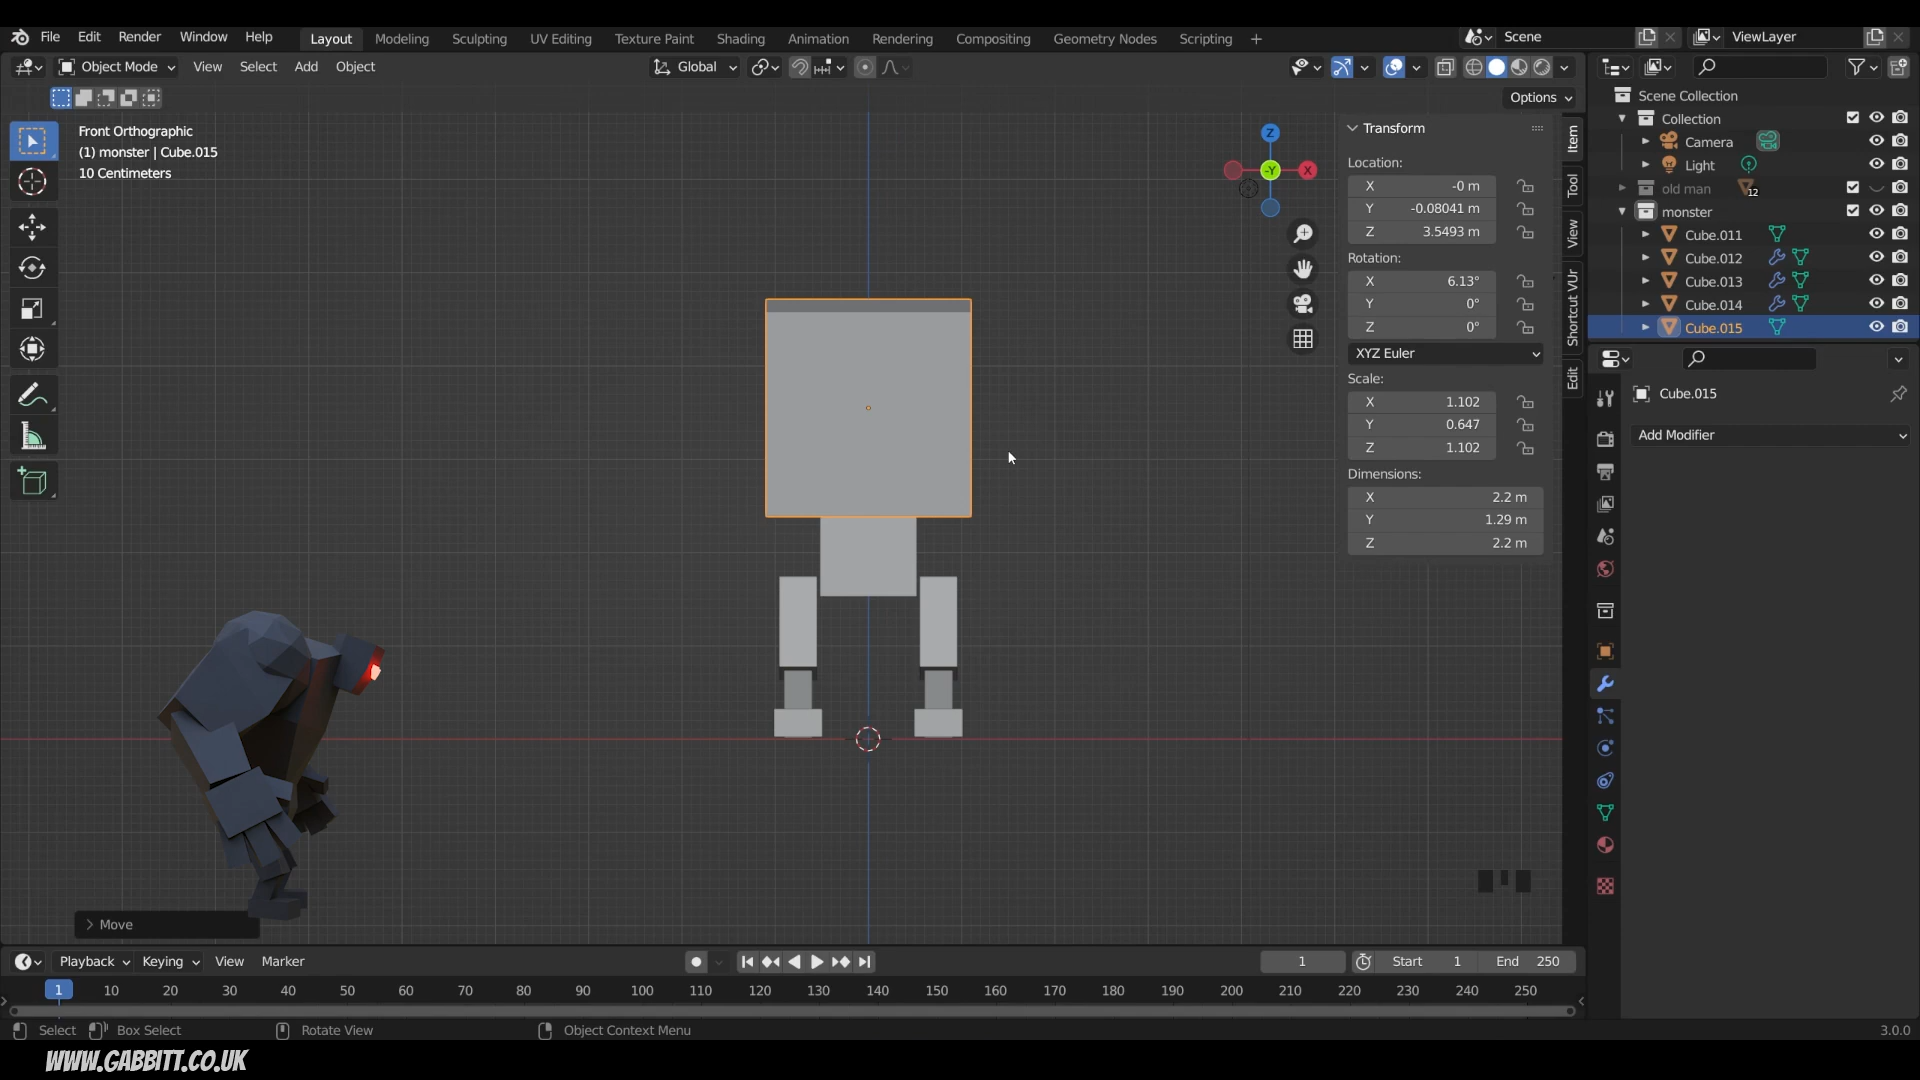 File Edit Render Window Help Layout Modeling Sculpting UV Editing Texture Paint Shading Animation Rendering Compositing Geometry Nodes Scripting + Scene ViewLayer
Object Mode View Select Add Object Global
Options
Front Orthographic
(1) monster | Cube.015
10 Centimeters
Z
-Y
X
Transform
Location:
X -0 m
Y -0.08041 m
Z 3.5493 m
Rotation:
X 6.13°
Y 0°
Z 0°
XYZ Euler
Scale:
X 1.102
Y 0.647
Z 1.102
Dimensions:
X 2.2 m
Y 1.29 m
Z 2.2 m
Item
Tool
View
Shortcut VUr
Edit
Scene Collection
Collection
Camera
Light
old man 12
monster
Cube.011
Cube.012
Cube.013
Cube.014
Cube.015
Cube.015
Add Modifier
Move
Playback Keying View Marker 1 Start 1 End 250
1 10 20 30 40 50 60 70 80 90 100 110 120 130 140 150 160 170 180 190 200 210 220 230 240 250
Select Box Select Rotate View Object Context Menu 3.0.0
WWW.GABBITT.CO.UK